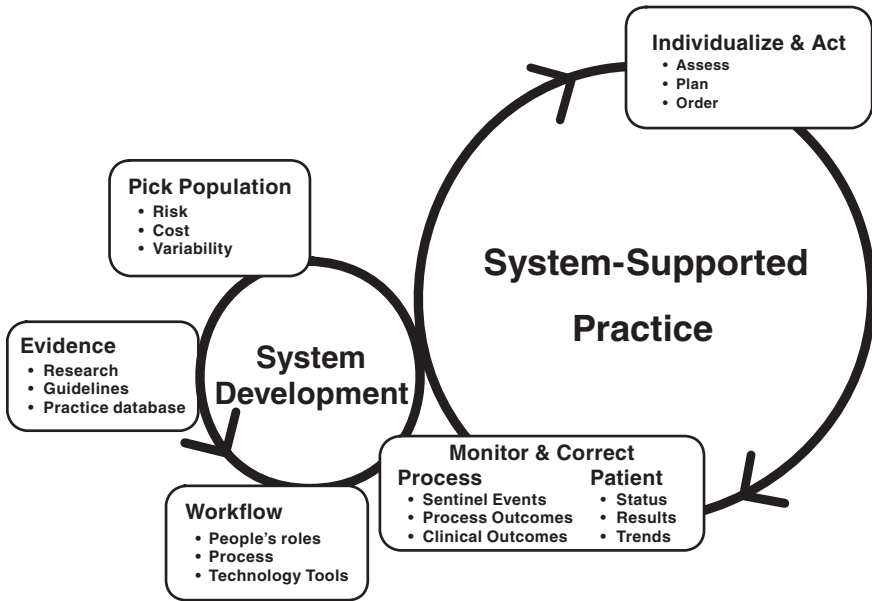 Individualize & Act
• Assess
• Plan
• Order
Pick Population
• Risk
• Cost
• Variability
System-Supported
Practice
Evidence
• Research
• Guidelines
• Practice database
System
Development
Monitor & Correct
Process
• Sentinel Events
• Process Outcomes
• Clinical Outcomes
Patient
• Status
• Results
• Trends
Workflow
• People's roles
• Process
• Technology Tools